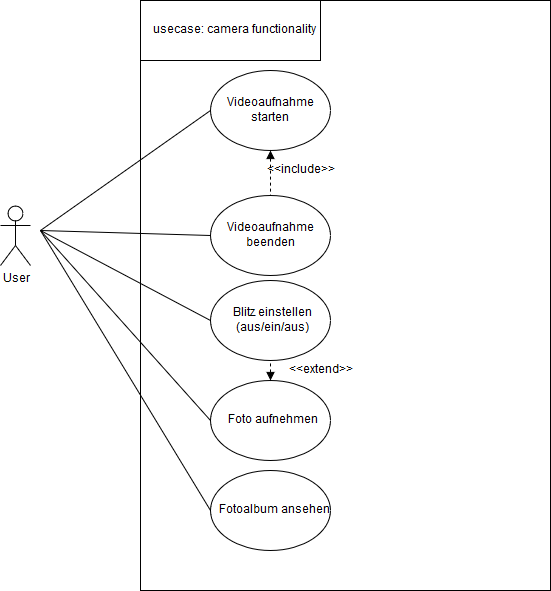 usecase: camera functionality
Videoaufnahme
starten
<<include>>
Videoaufnahme
beenden
User
Blitz einstellen
(aus/ein/aus)
<<extend>>
Foto aufnehmen
Fotoalbum ansehen